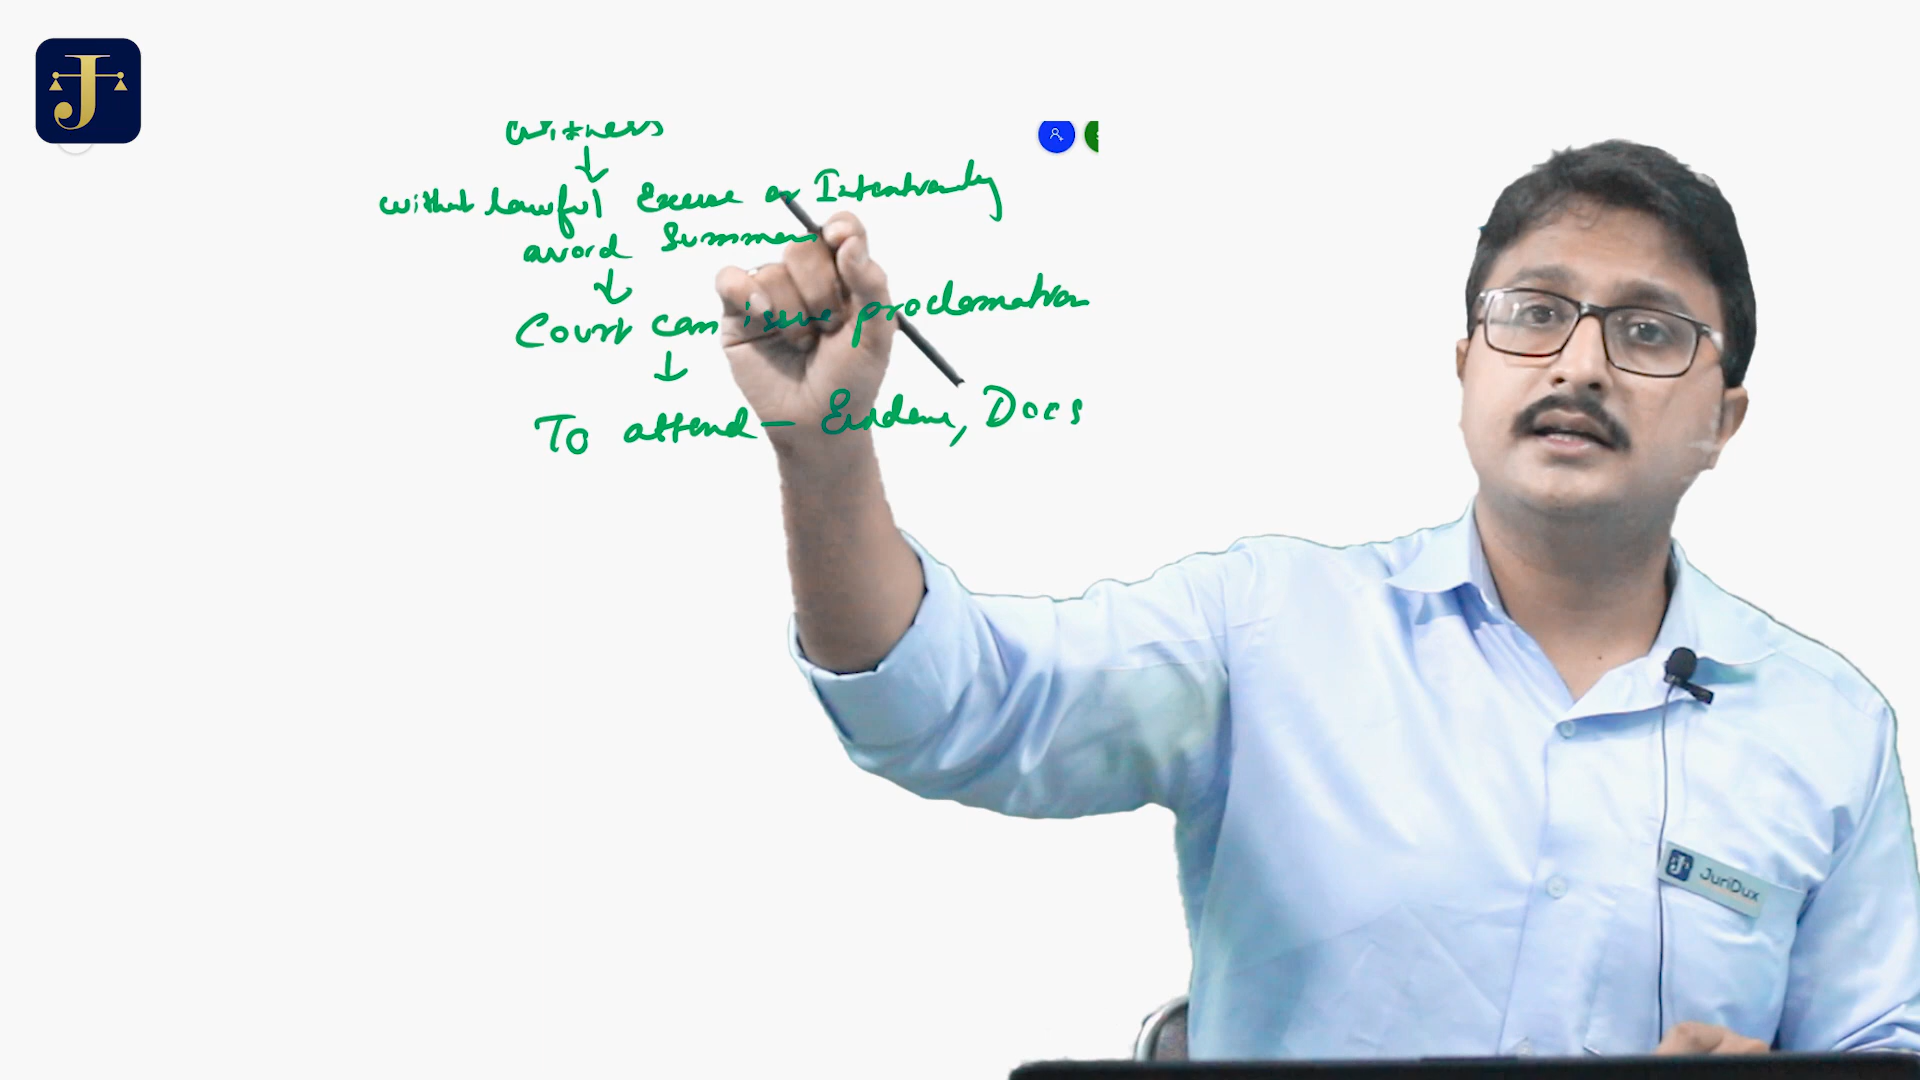 J
witness
without lawful Excuse or Intentionally
avoid Summons
Court can issue proclamation
To attend - Evidence, Docs
JuriDux